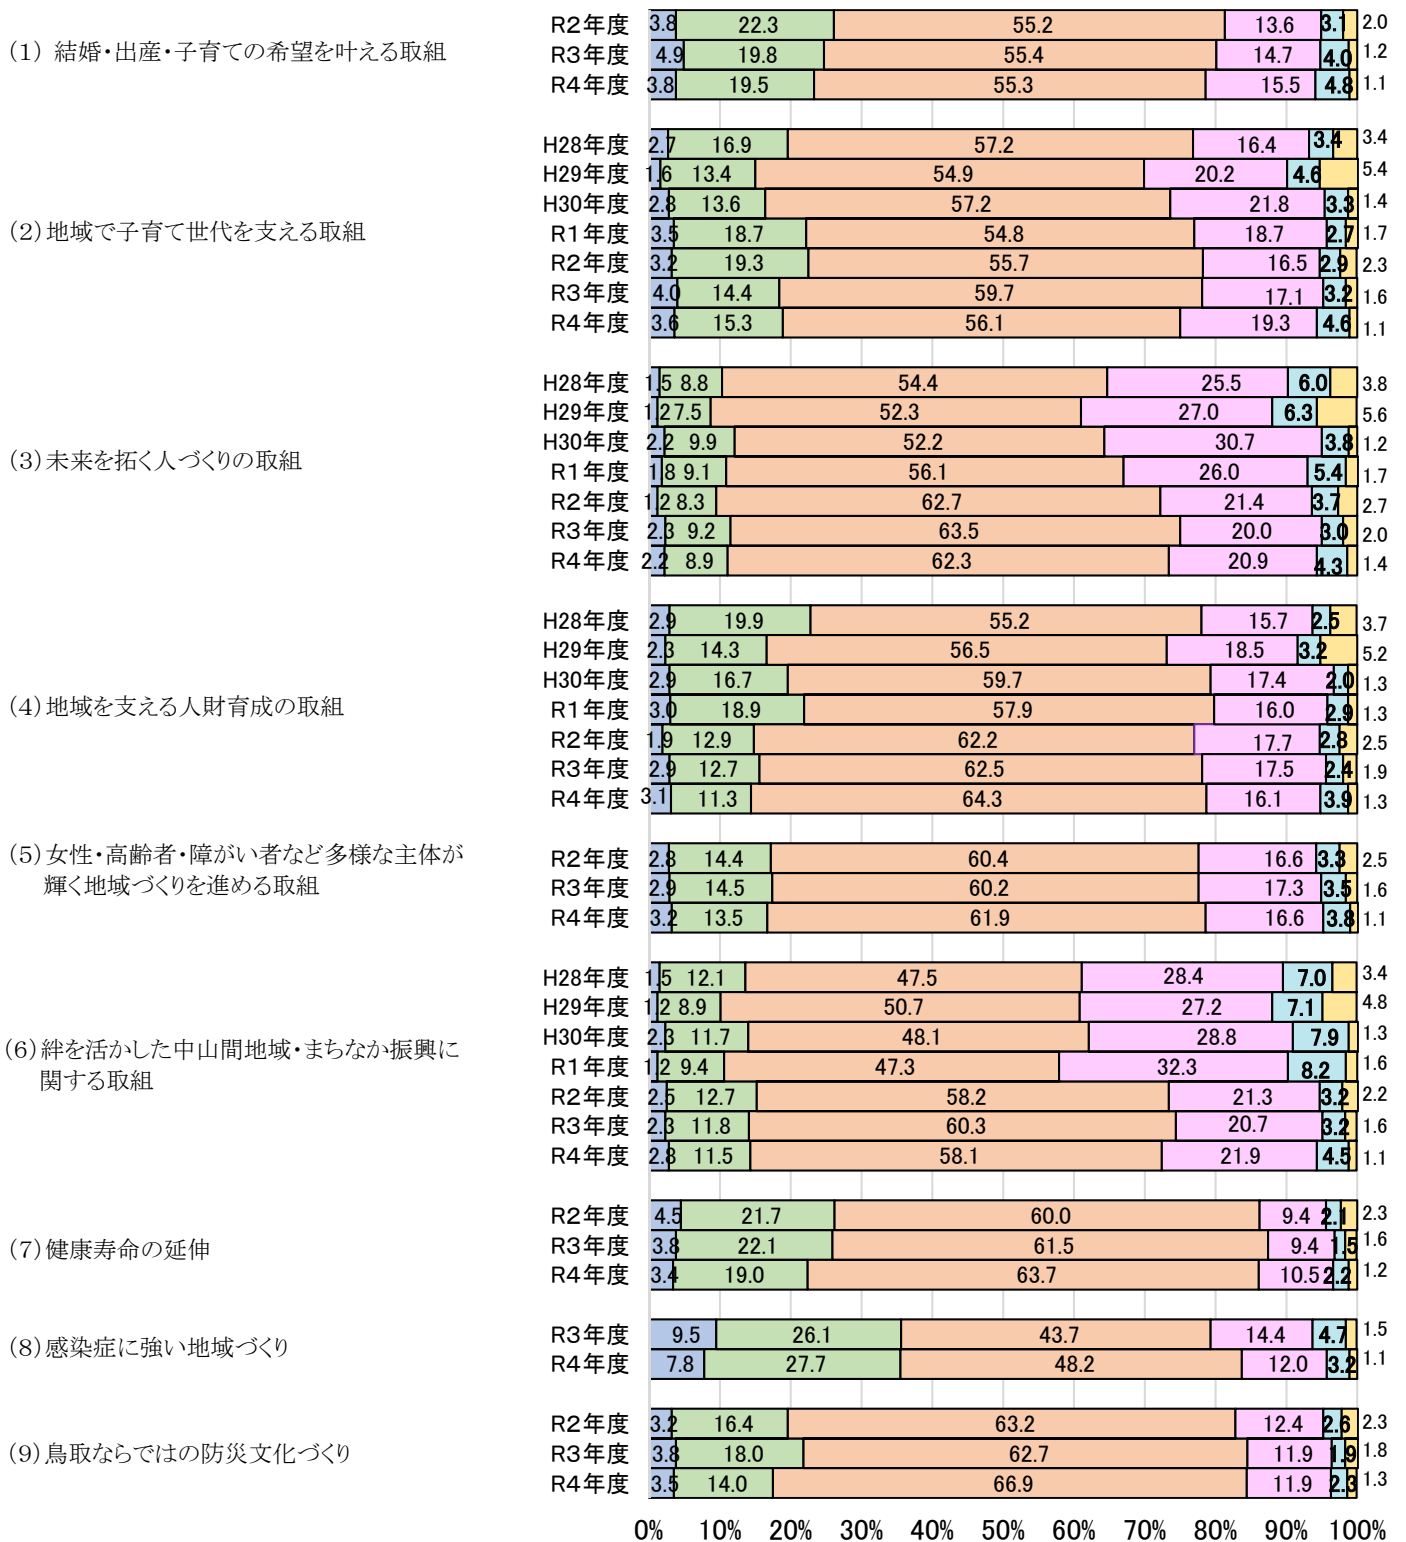 (1) 結婚・出産・子育ての希望を叶える取組
R2年度 3.8 22.3 55.2 13.6 3.1 2.0
R3年度 4.9 19.8 55.4 14.7 4.0 1.2
R4年度 3.8 19.5 55.3 15.5 4.8 1.1
(2)地域で子育て世代を支える取組
H28年度 2.7 16.9 57.2 16.4 3.4 3.4
H29年度 1.6 13.4 54.9 20.2 4.6 5.4
H30年度 2.8 13.6 57.2 21.8 3.3 1.4
R1年度 3.5 18.7 54.8 18.7 2.7 1.7
R2年度 3.2 19.3 55.7 16.5 2.9 2.3
R3年度 4.0 14.4 59.7 17.1 3.2 1.6
R4年度 3.6 15.3 56.1 19.3 4.6 1.1
(3)未来を拓く人づくりの取組
H28年度 1.5 8.8 54.4 25.5 6.0 3.8
H29年度 1.2 7.5 52.3 27.0 6.3 5.6
H30年度 2.2 9.9 52.2 30.7 3.8 1.2
R1年度 1.8 9.1 56.1 26.0 5.4 1.7
R2年度 1.2 8.3 62.7 21.4 3.7 2.7
R3年度 2.3 9.2 63.5 20.0 3.0 2.0
R4年度 2.2 8.9 62.3 20.9 4.3 1.4
(4)地域を支える人財育成の取組
H28年度 2.9 19.9 55.2 15.7 2.5 3.7
H29年度 2.3 14.3 56.5 18.5 3.2 5.2
H30年度 2.9 16.7 59.7 17.4 2.0 1.3
R1年度 3.0 18.9 57.9 16.0 2.9 1.3
R2年度 1.9 12.9 62.2 17.7 2.8 2.5
R3年度 2.9 12.7 62.5 17.5 2.4 1.9
R4年度 3.1 11.3 64.3 16.1 3.9 1.3
(5)女性・高齢者・障がい者など多様な主体が
輝く地域づくりを進める取組
R2年度 2.8 14.4 60.4 16.6 3.3 2.5
R3年度 2.9 14.5 60.2 17.3 3.5 1.6
R4年度 3.2 13.5 61.9 16.6 3.8 1.1
(6)絆を活かした中山間地域・まちなか振興に
関する取組
H28年度 1.5 12.1 47.5 28.4 7.0 3.4
H29年度 1.2 8.9 50.7 27.2 7.1 4.8
H30年度 2.3 11.7 48.1 28.8 7.9 1.3
R1年度 1.2 9.4 47.3 32.3 8.2 1.6
R2年度 2.5 12.7 58.2 21.3 3.2 2.2
R3年度 2.3 11.8 60.3 20.7 3.2 1.6
R4年度 2.8 11.5 58.1 21.9 4.5 1.1
(7)健康寿命の延伸
R2年度 4.5 21.7 60.0 9.4 2.1 2.3
R3年度 3.8 22.1 61.5 9.4 1.5 1.6
R4年度 3.4 19.0 63.7 10.5 2.2 1.2
(8)感染症に強い地域づくり
R3年度 9.5 26.1 43.7 14.4 4.7 1.5
R4年度 7.8 27.7 48.2 12.0 3.2 1.1
(9)鳥取ならではの防災文化づくり
R2年度 3.2 16.4 63.2 12.4 2.6 2.3
R3年度 3.8 18.0 62.7 11.9 1.9 1.8
R4年度 3.5 14.0 66.9 11.9 2.3 1.3
0% 10% 20% 30% 40% 50% 60% 70% 80% 90% 100%